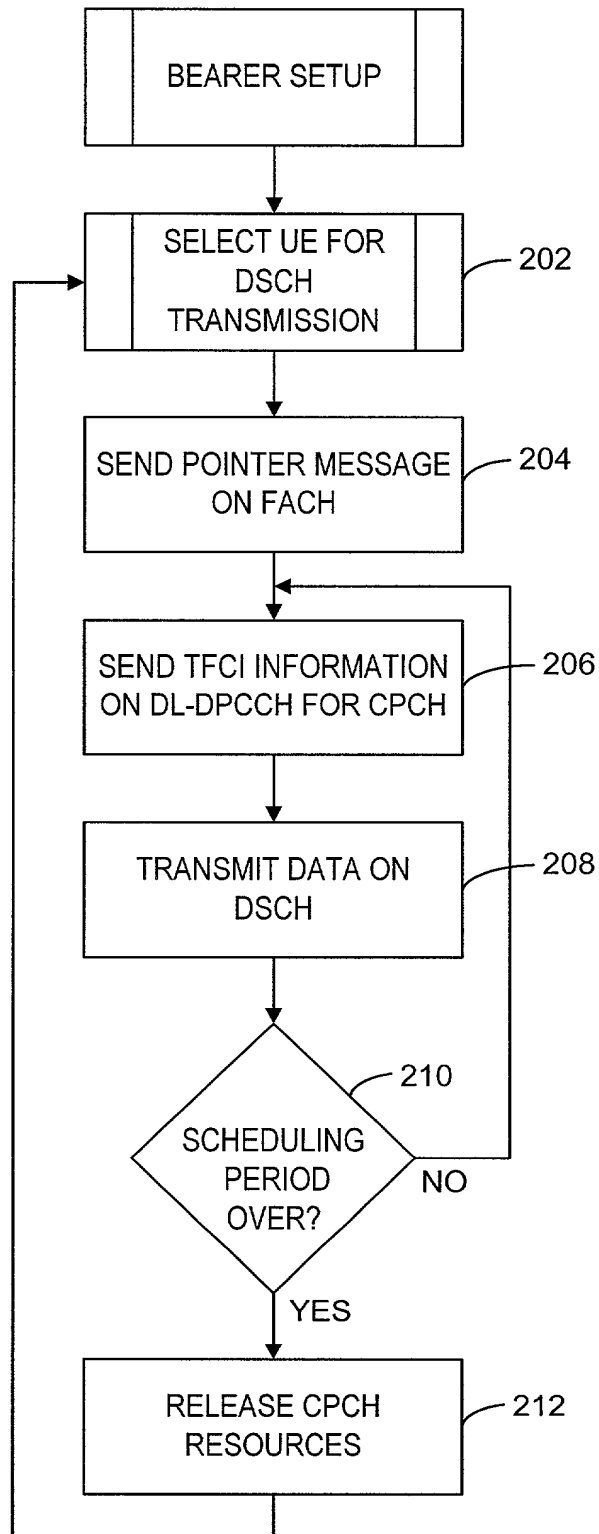 BEARER SETUP
SELECT UE FOR
DSCH
TRANSMISSION
202
SEND POINTER MESSAGE
ON FACH
204
SEND TFCI INFORMATION
ON DL-DPCCH FOR CPCH
206
TRANSMIT DATA ON
DSCH
208
210
SCHEDULING
PERIOD
OVER?
NO
YES
RELEASE CPCH
RESOURCES
212